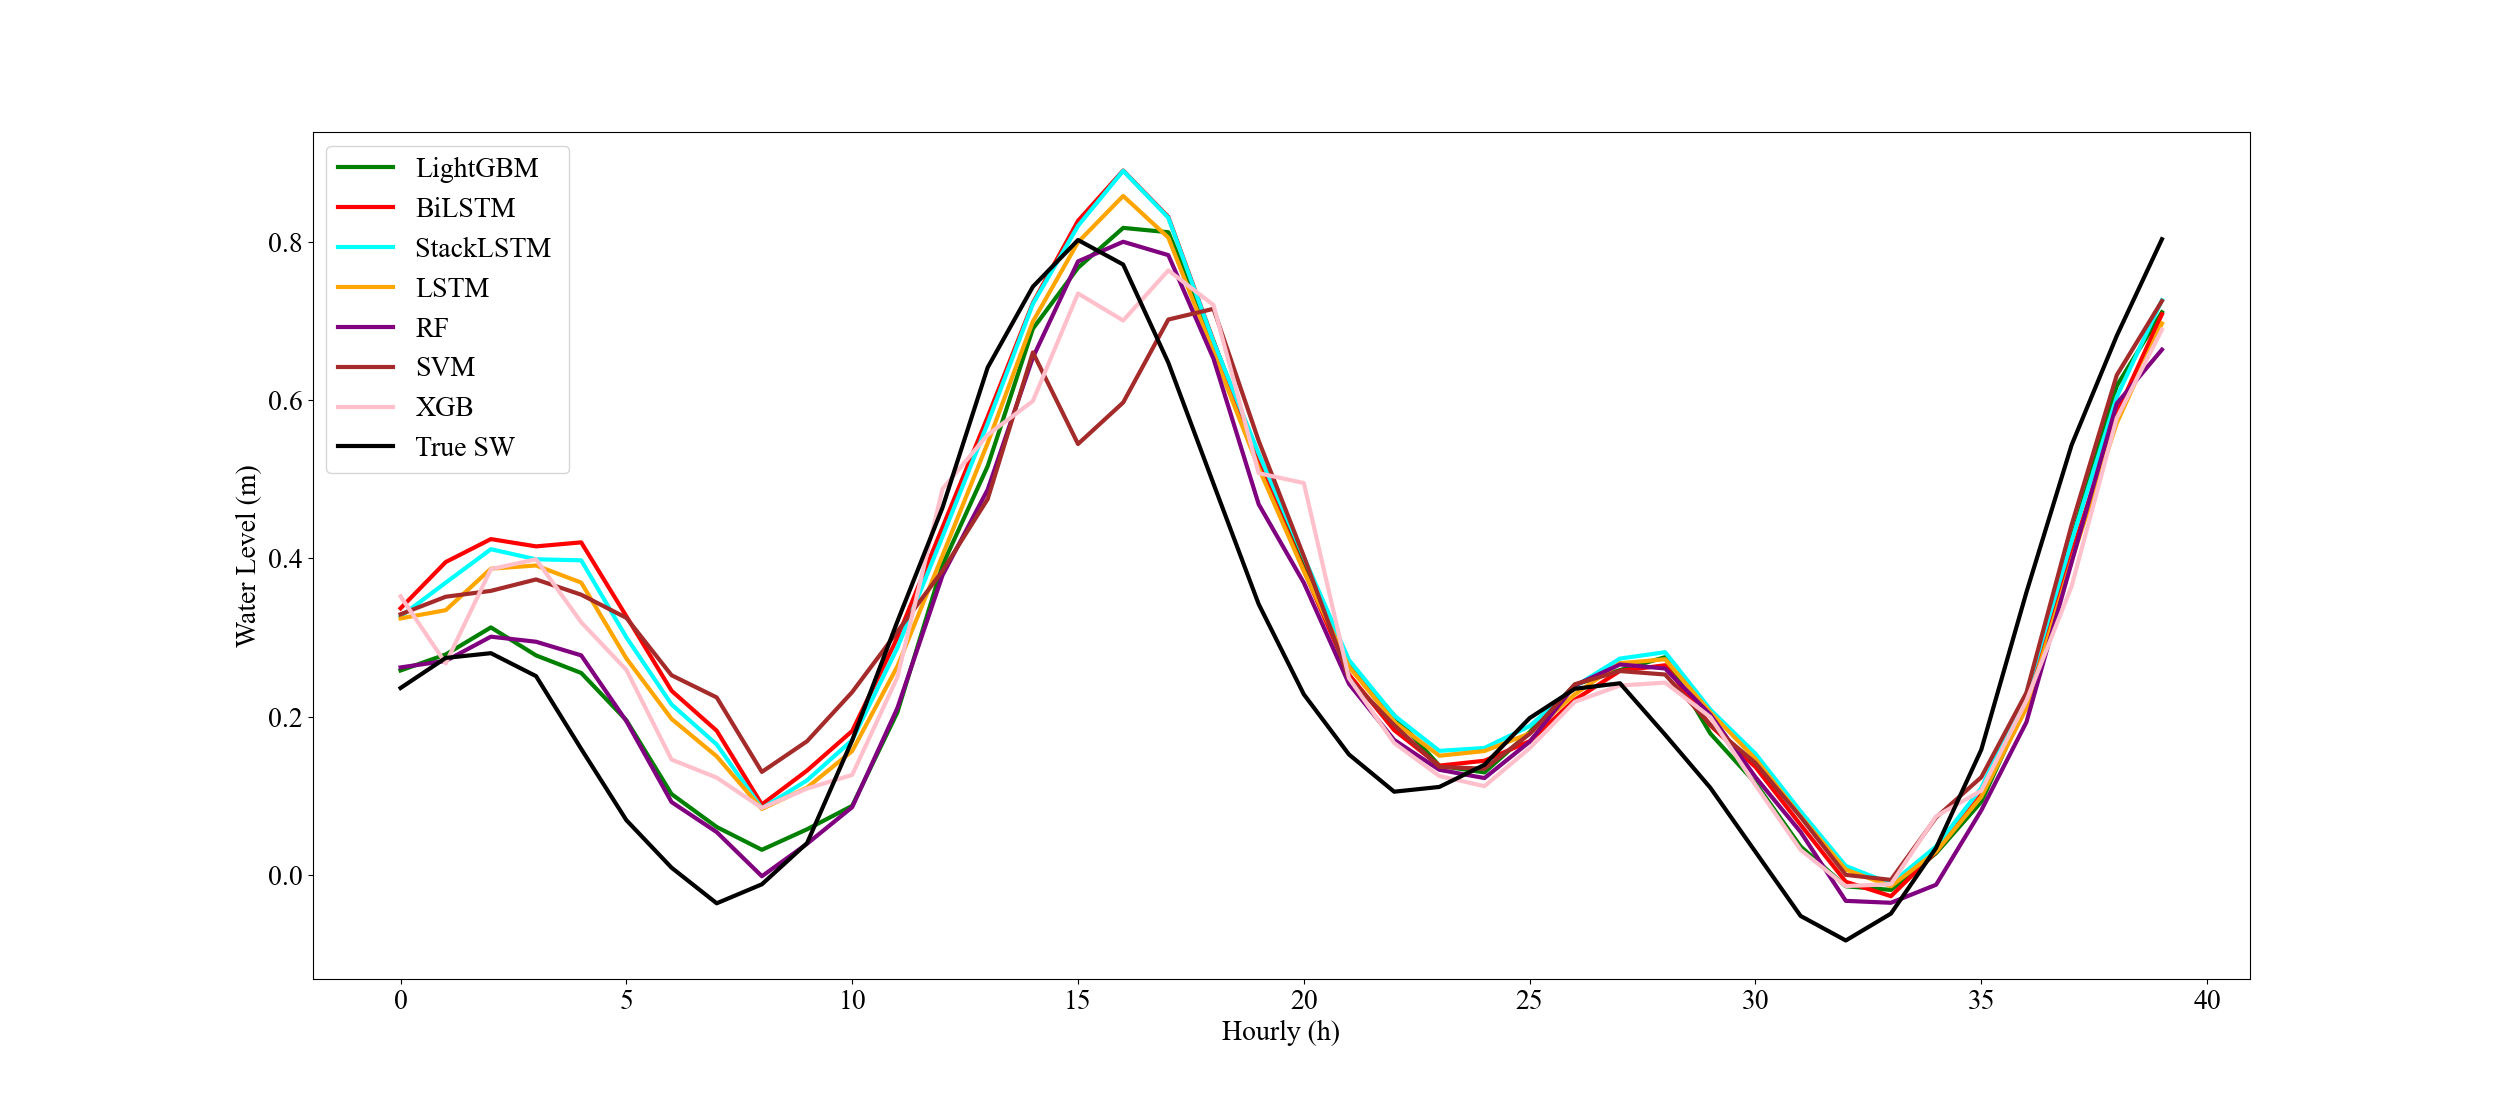 LightGBM
BiLSTM
StackLSTM
LSTM
RF
SVM
XGB
True SW
0.8
0.6
0.4
0.2
0.0
Water Level (m)
0 5 10 15 20 25 30 35 40
Hourly (h)